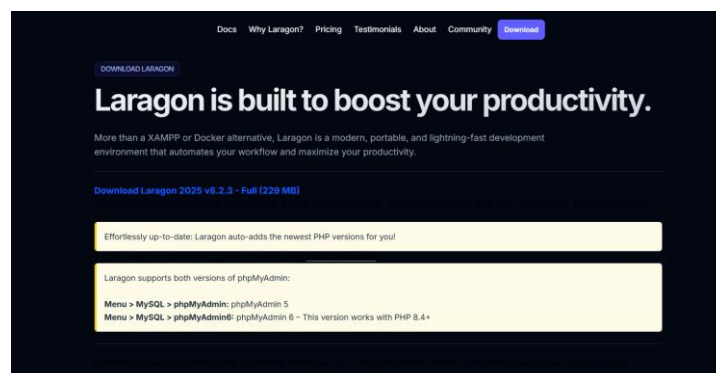 Docs Why Laragon? Pricing Testimonials About Community Download
DOWNLOAD LARAGON
Laragon is built to boost your productivity.
More than a XAMPP or Docker alternative, Laragon is a modern, portable, and lightning-fast development
environment that automates your workflow and maximize your productivity.
Download Laragon 2025 v8.2.3 - Full (229 MB)
Effortlessly up-to-date: Laragon auto-adds the newest PHP versions for you!
Laragon supports both versions of phpMyAdmin:
Menu > MySQL > phpMyAdmin: phpMyAdmin 5
Menu > MySQL > phpMyAdmin6: phpMyAdmin 6 – This version works with PHP 8.4+